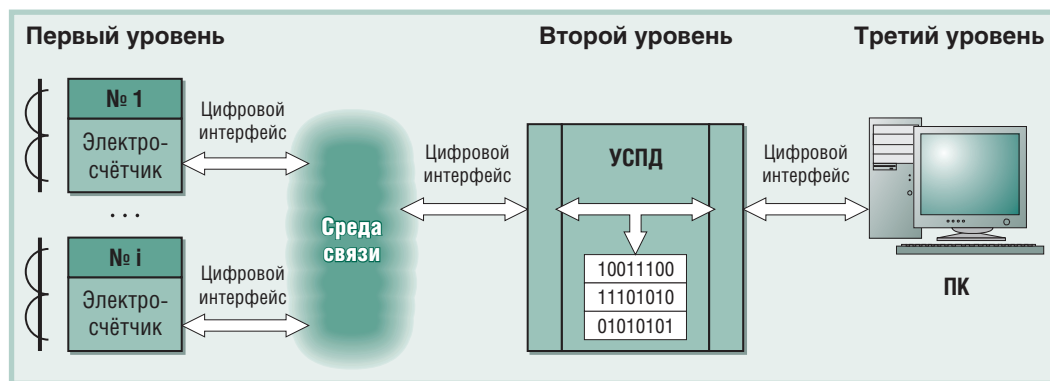 Первый уровень
Второй уровень
Третий уровень
№ 1
Электро-
счётчик
Цифровой
интерфейс
. . .
№ i
Электро-
счётчик
Цифровой
интерфейс
Среда
связи
Цифровой
интерфейс
УСПД
10011100
11101010
01010101
Цифровой
интерфейс
ПК